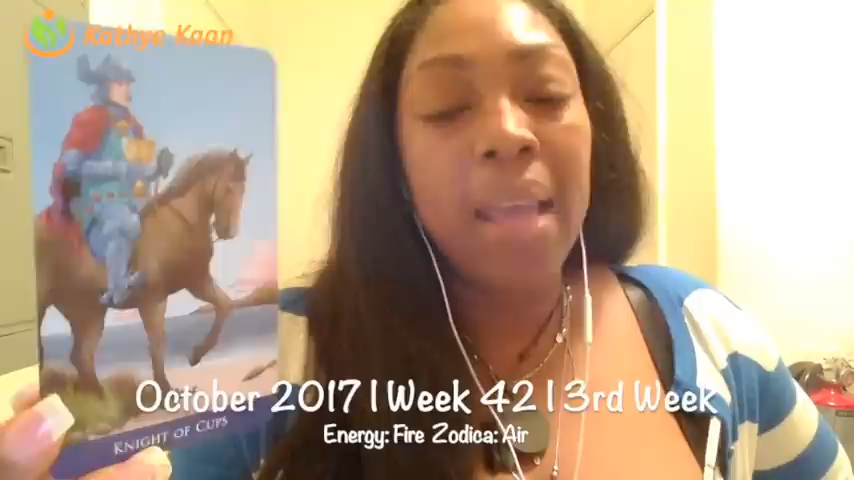 Kathye Kaan
KNIGHT OF CUPS
October 2017 | Week 42 | 3rd Week
Energy: Fire Zodica: Air